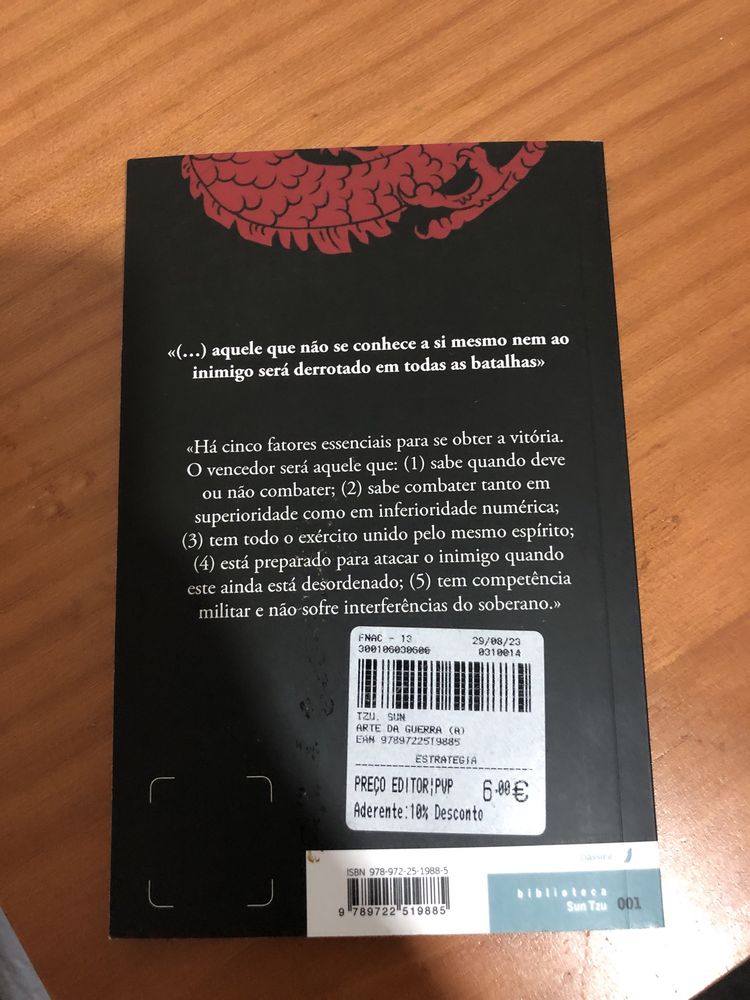 «(…) aquele que não se conhece a si mesmo nem ao
inimigo será derrotado em todas as batalhas»
«Há cinco fatores essenciais para se obter a vitória.
O vencedor será aquele que: (1) sabe quando deve
ou não combater; (2) sabe combater tanto em
superioridade como em inferioridade numérica;
(3) tem todo o exército unido pelo mesmo espírito;
(4) está preparado para atacar o inimigo quando
este ainda está desordenado; (5) tem competência
militar e não sofre interferências do soberano.»
FNAC - 13 29/08/23
300106030606 0310014
TZU, SUN
ARTE DA GUERRA (A)
EAN 9789722519885
ESTRATEGIA
PREÇO EDITOR|PVP 6.00€
Aderente:10% Desconto
ISBN 978-972-25-1988-5
9 789722 519885
biblioteca
Sun Tzu 001